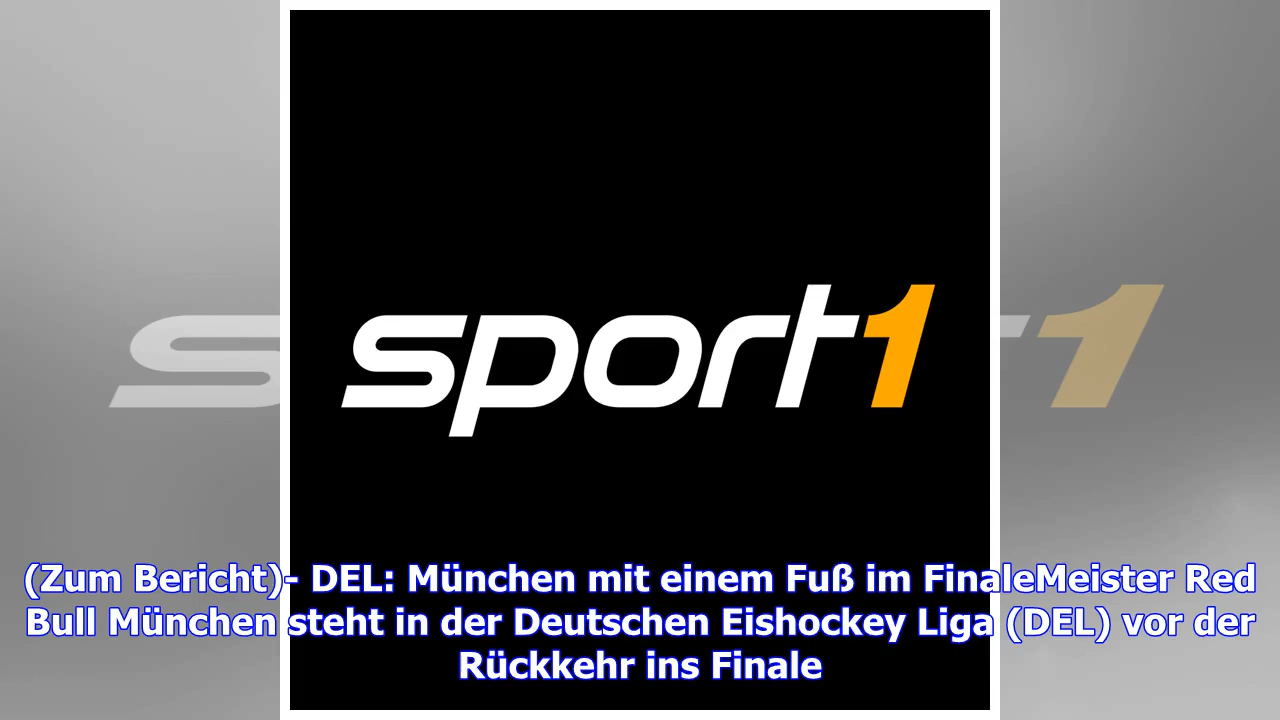 sport1
(Zum Bericht)- DEL: München mit einem Fuß im FinaleMeister Red
Bull München steht in der Deutschen Eishockey Liga (DEL) vor der
Rückkehr ins Finale